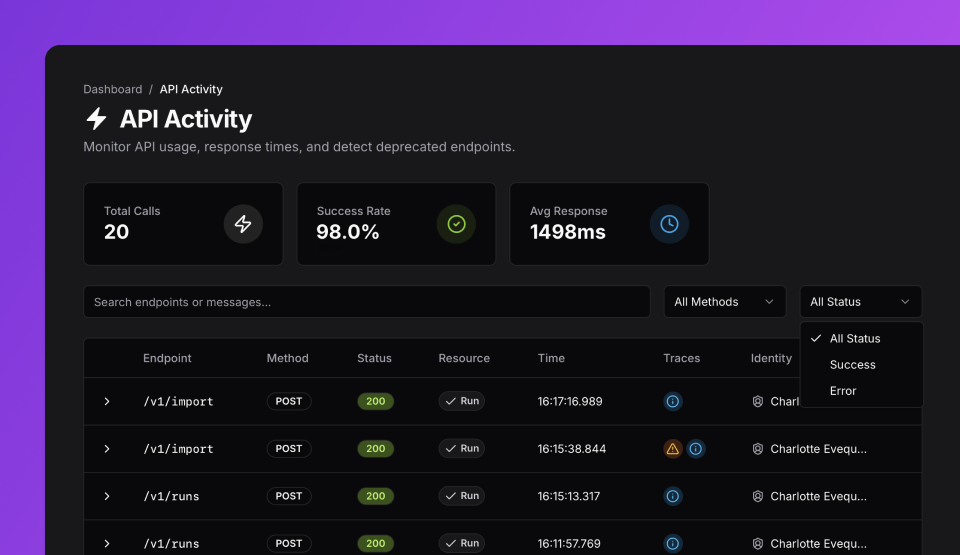 Dashboard / API Activity
API Activity
Monitor API usage, response times, and detect deprecated endpoints.
Total Calls
20
Success Rate
98.0%
Avg Response
1498ms
Search endpoints or messages...
All Methods
All Status
All Status
Success
Error
Endpoint Method Status Resource Time Traces Identity
/v1/import POST 200 Run 16:17:16.989 Charl
/v1/import POST 200 Run 16:15:38.844 Charlotte Evequ...
/v1/runs POST 200 Run 16:15:13.317 Charlotte Evequ...
/v1/runs POST 200 Run 16:11:57.769 Charlotte Evequ...